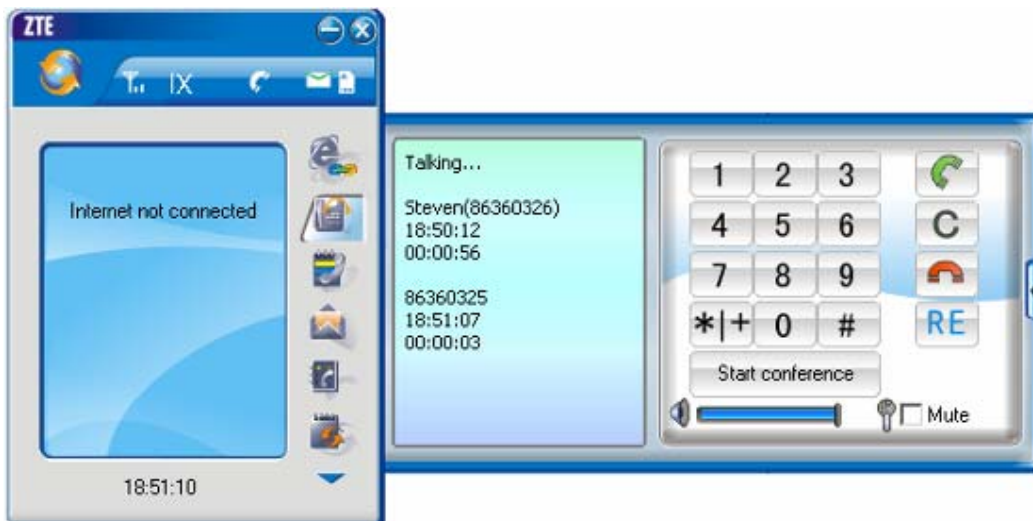 ZTE
1X
Internet not connected
18:51:10
Talking...
Steven(86360326)
18:50:12
00:00:56
86360325
18:51:07
00:00:03
1 2 3
4 5 6 C
7 8 9
*|+ 0 # RE
Start conference
Mute